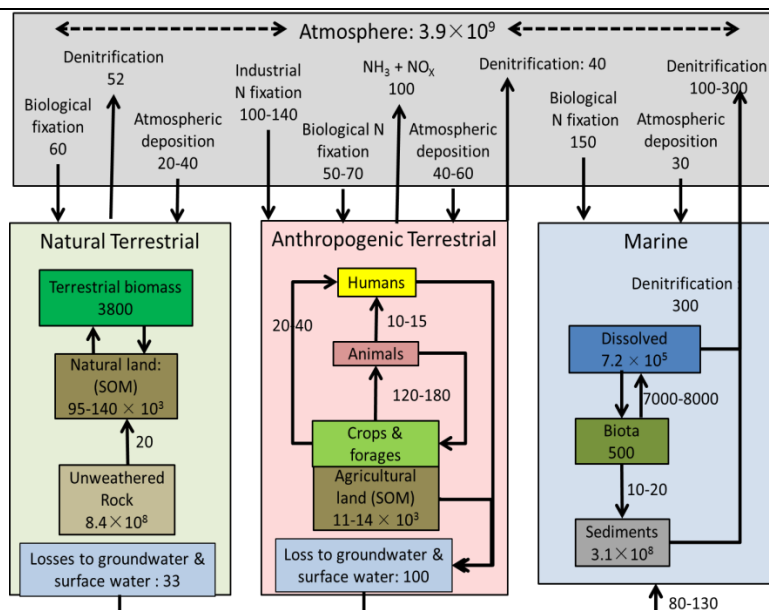 Atmosphere: 3.9×10⁹
Denitrification
52
Biological
fixation
60
Atmospheric
deposition
20-40
Industrial
N fixation
100-140
Biological N
fixation
50-70
NH₃ + NOₓ
100
Atmospheric
deposition
40-60
Denitrification: 40
Biological
N fixation
150
Denitrification
100-300
Atmospheric
deposition
30
Natural Terrestrial
Terrestrial biomass
3800
Natural land:
(SOM)
95-140 × 10³
20
Unweathered
Rock
8.4×10⁸
Losses to groundwater &
surface water : 33
Anthropogenic Terrestrial
Humans
20-40
10-15
Animals
120-180
Crops &
forages
Agricultural
land (SOM)
11-14 × 10³
Loss to groundwater &
surface water: 100
Marine
Denitrification
300
Dissolved
7.2 × 10⁵
7000-8000
Biota
500
10-20
Sediments
3.1×10⁸
80-130